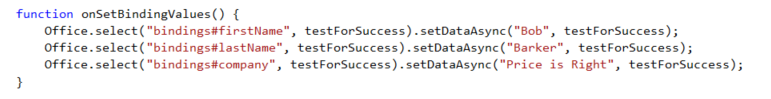 function onSetBindingValues() {
    Office.select("bindings#firstName", testForSuccess).setDataAsync("Bob", testForSuccess);
    Office.select("bindings#lastName", testForSuccess).setDataAsync("Barker", testForSuccess);
    Office.select("bindings#company", testForSuccess).setDataAsync("Price is Right", testForSuccess);
}